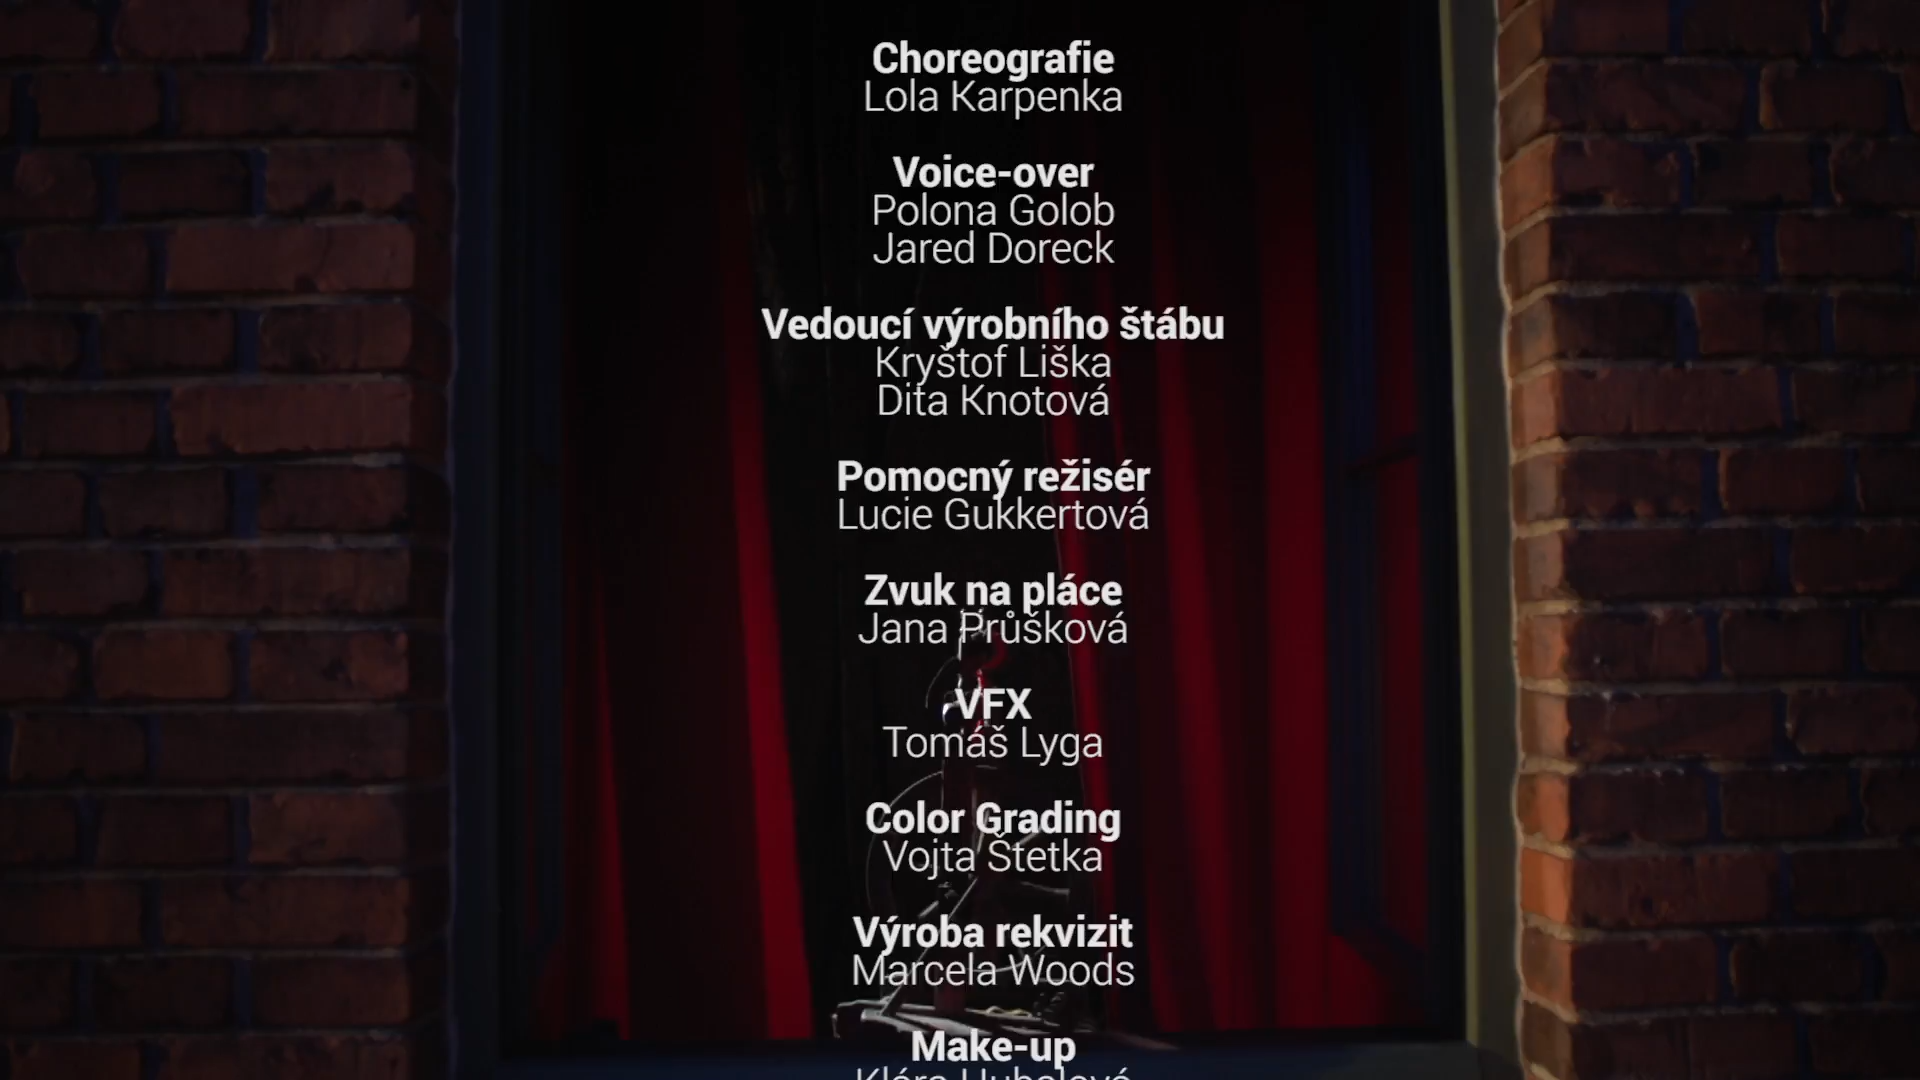 Choreografie
Lola Karpenka
Voice-over
Polona Golob
Jared Doreck
Vedoucí výrobního štábu
Kryštof Liška
Dita Knotová
Pomocný režisér
Lucie Gukkertová
Zvuk na pláce
Jana Průšková
VFX
Tomáš Lyga
Color Grading
Vojta Štetka
Výroba rekvizit
Marcela Woods
Make-up
Klára